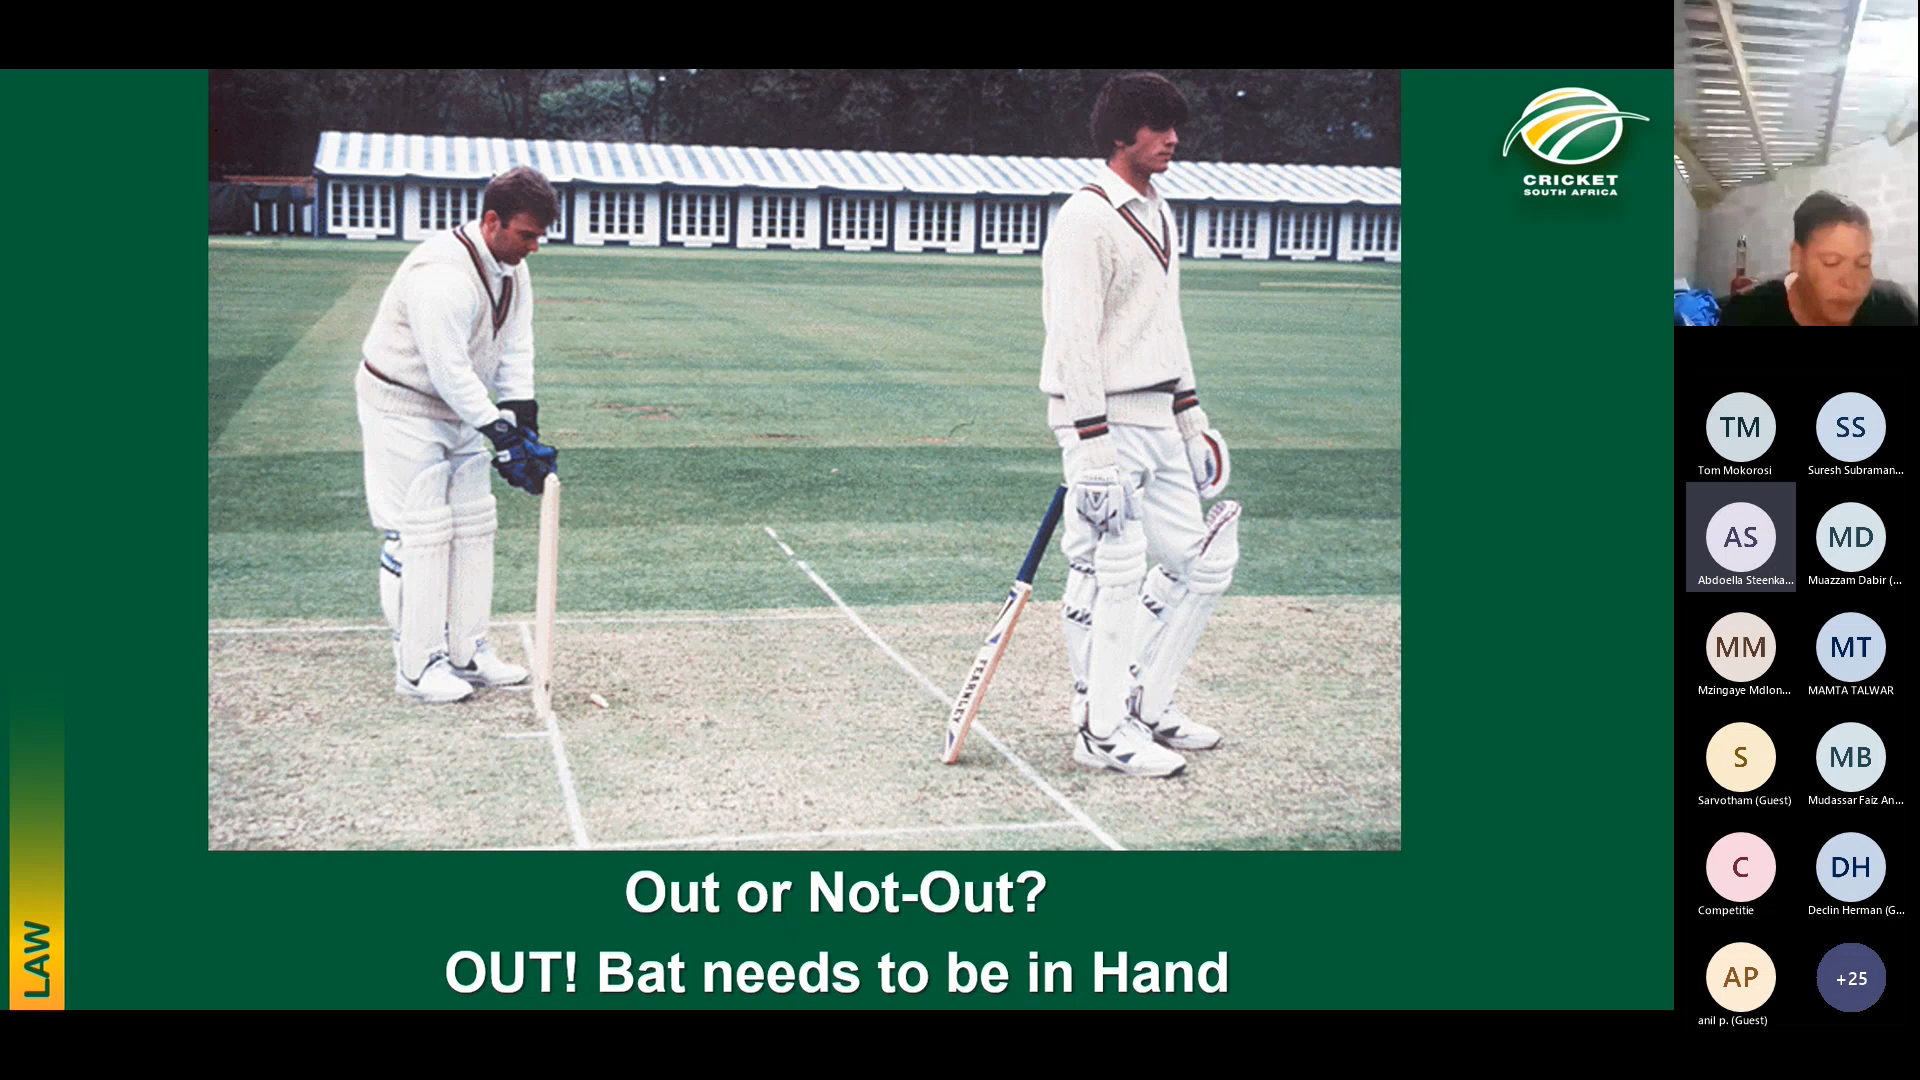 CRICKET
SOUTH AFRICA
FEARNLEY
Out or Not-Out?
OUT! Bat needs to be in Hand
LAW
TM
Tom Mokorosi
SS
Suresh Subraman...
AS
Abdoella Steenka...
MD
Muazzam Dabir (...
MM
Mzingaye Mdlon...
MT
MAMTA TALWAR
S
Sarvotham (Guest)
MB
Mudassar Faiz An...
C
Competitie
DH
Declin Herman (G...
AP
anil p. (Guest)
+25